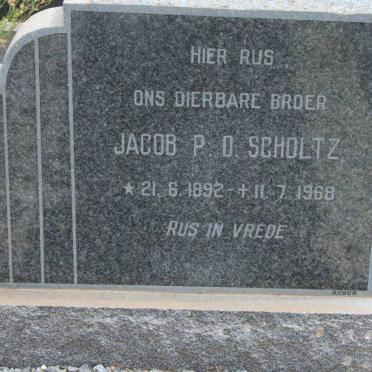 HIER RUS
ONS DIERBARE BROER
JACOB P. D. SCHOLTZ
★ 21. 6. 1892 - + 11. 7. 1968
RUS IN VREDE